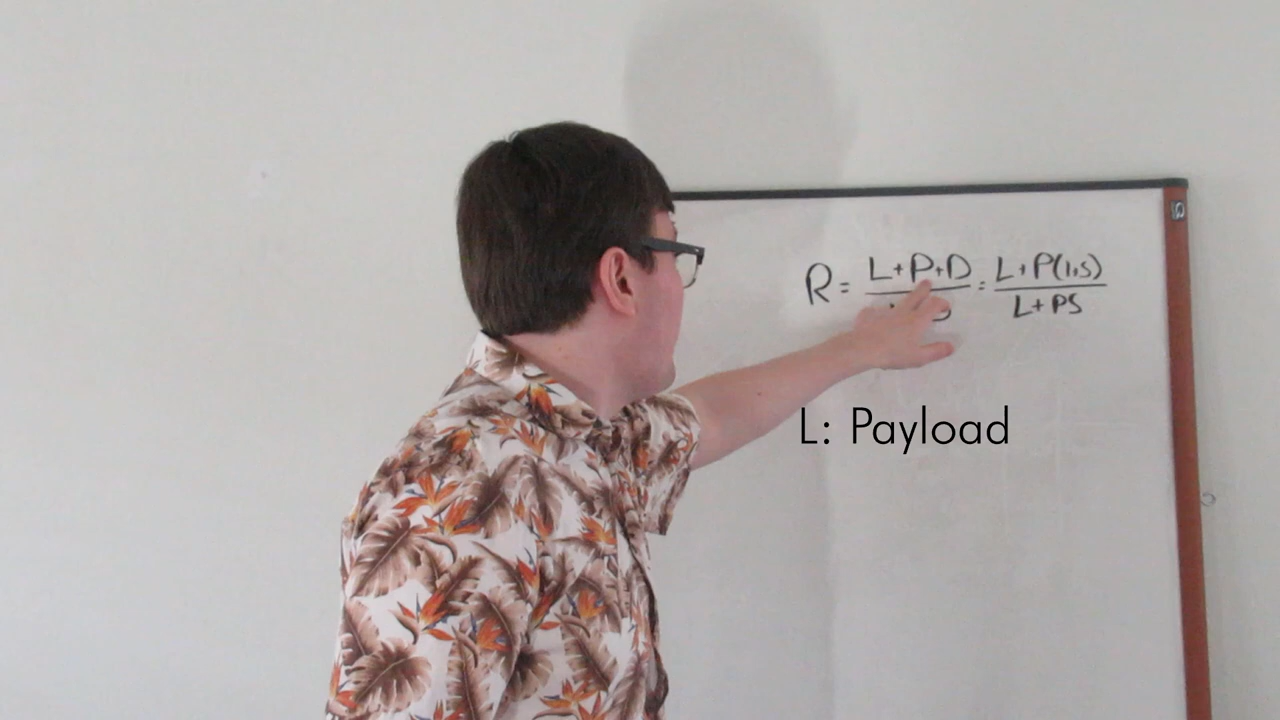 R = L+P+D = L+P(1+S)
L+PS
L: Payload